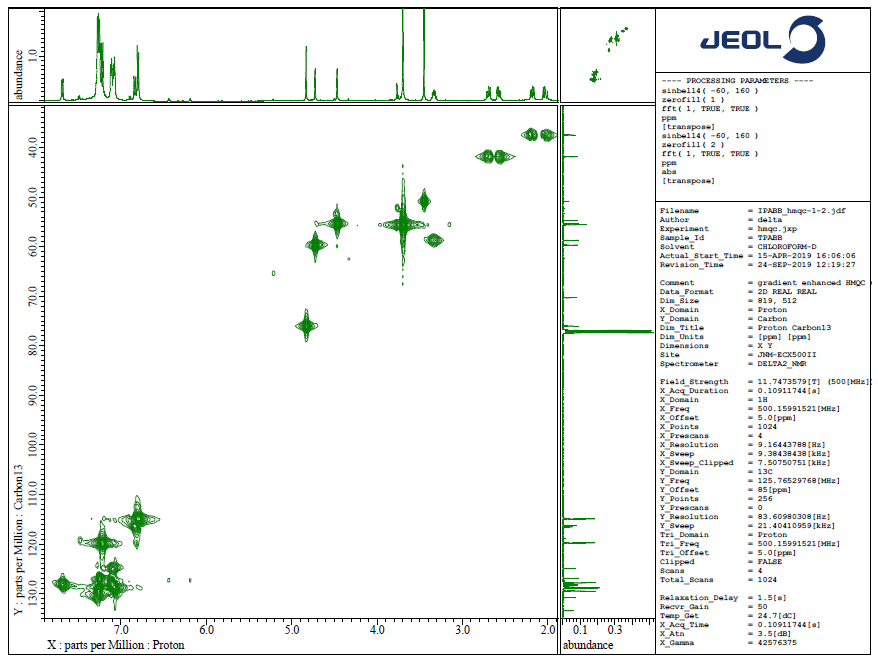 abundance
1.0
JEOL
---- PROCESSING PARAMETERS ----
sinbell4( -60, 160 )
zerofill( 1 )
fft( 1, TRUE, TRUE )
ppm
[transpose]
sinbell4( -60, 160 )
zerofill( 2 )
fft( 1, TRUE, TRUE )
ppm
abs
[transpose]
Filename = IPABB_hmqc-1-2.jdf
Author = delta
Experiment = hmqc.jxp
Sample_Id = TPABB
Solvent = CHLOROFORM-D
Actual_Start_Time = 15-APR-2019 16:06:06
Revision_Time = 24-SEP-2019 12:19:27
Comment = gradient enhanced HMQC
Data_Format = 2D REAL REAL
Dim_Size = 819, 512
X_Domain = Proton
Y_Domain = Carbon
Dim_Title = Proton Carbon13
Dim_Units = [ppm] [ppm]
Dimensions = X Y
Site = JNM-ECX500II
Spectrometer = DELTA2_NMR
Field_Strength = 11.7473579[T] (500[MHz]
X_Acq_Duration = 0.10911744[s]
X_Domain = 1H
X_Freq = 500.15991521[MHz]
X_Offset = 5.0[ppm]
X_Points = 1024
X_Prescans = 4
X_Resolution = 9.16443788[Hz]
X_Sweep = 9.38438438[kHz]
X_Sweep_Clipped = 7.50750751[kHz]
Y_Domain = 13C
Y_Freq = 125.76529768[MHz]
Y_Offset = 85[ppm]
Y_Points = 256
Y_Prescans = 0
Y_Resolution = 83.60980308[Hz]
Y_Sweep = 21.40410959[kHz]
Tri_Domain = Proton
Tri_Freq = 500.15991521[MHz]
Tri_Offset = 5.0[ppm]
Clipped = FALSE
Scans = 4
Total_Scans = 1024
Relaxation_Delay = 1.5[s]
Recvr_Gain = 50
Temp_Get = 24.7[dC]
X_Acq_Time = 0.10911744[s]
X_Atn = 3.5[dB]
X_Gamma = 42576375
Y : parts per Million : Carbon13
40.0
50.0
60.0
70.0
80.0
90.0
100.0
110.0
120.0
130.0
7.0 6.0 5.0 4.0 3.0 2.0
X : parts per Million : Proton
0.1 0.3
abundance